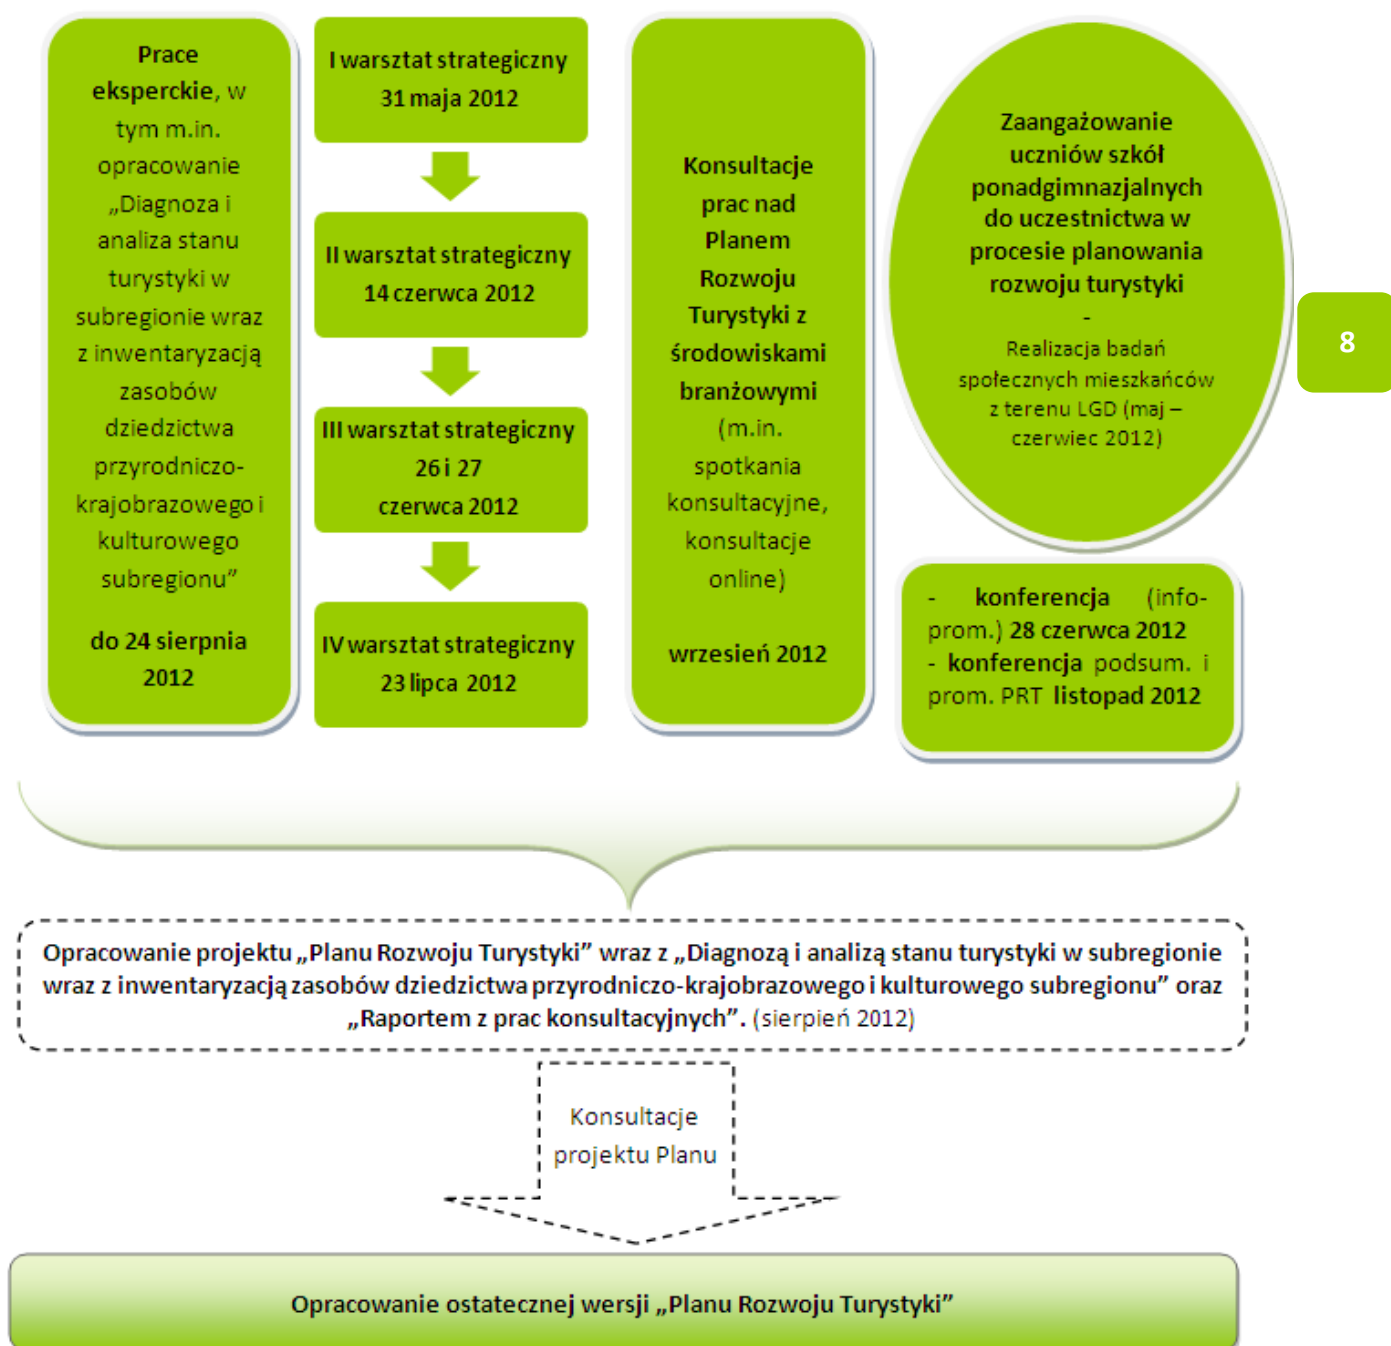 Prace
eksperckie, w
tym m.in.
opracowanie
„Diagnoza i
analiza stanu
turystyki w
subregionie wraz
z inwentaryzacją
zasobów
dziedzictwa
przyrodniczo-
krajobrazowego i
kulturowego
subregionu”
do 24 sierpnia
2012
I warsztat strategiczny
31 maja 2012
II warsztat strategiczny
14 czerwca 2012
III warsztat strategiczny
26 i 27
czerwca 2012
IV warsztat strategiczny
23 lipca 2012
Konsultacje
prac nad
Planem
Rozwoju
Turystyki z
środowiskami
branżowymi
(m.in.
spotkania
konsultacyjne,
konsultacje
online)
wrzesień 2012
Zaangażowanie
uczniów szkół
ponadgimnazjalnych
do uczestnictwa w
procesie planowania
rozwoju turystyki
-
Realizacja badań
społecznych mieszkańców
z terenu LGD (maj –
czerwiec 2012)
8
- konferencja (info-
prom.) 28 czerwca 2012
- konferencja podsum. i
prom. PRT listopad 2012
Opracowanie projektu „Planu Rozwoju Turystyki” wraz z „Diagnozą i analizą stanu turystyki w subregionie
wraz z inwentaryzacją zasobów dziedzictwa przyrodniczo-krajobrazowego i kulturowego subregionu” oraz
„Raportem z prac konsultacyjnych”. (sierpień 2012)
Konsultacje
projektu Planu
Opracowanie ostatecznej wersji „Planu Rozwoju Turystyki”